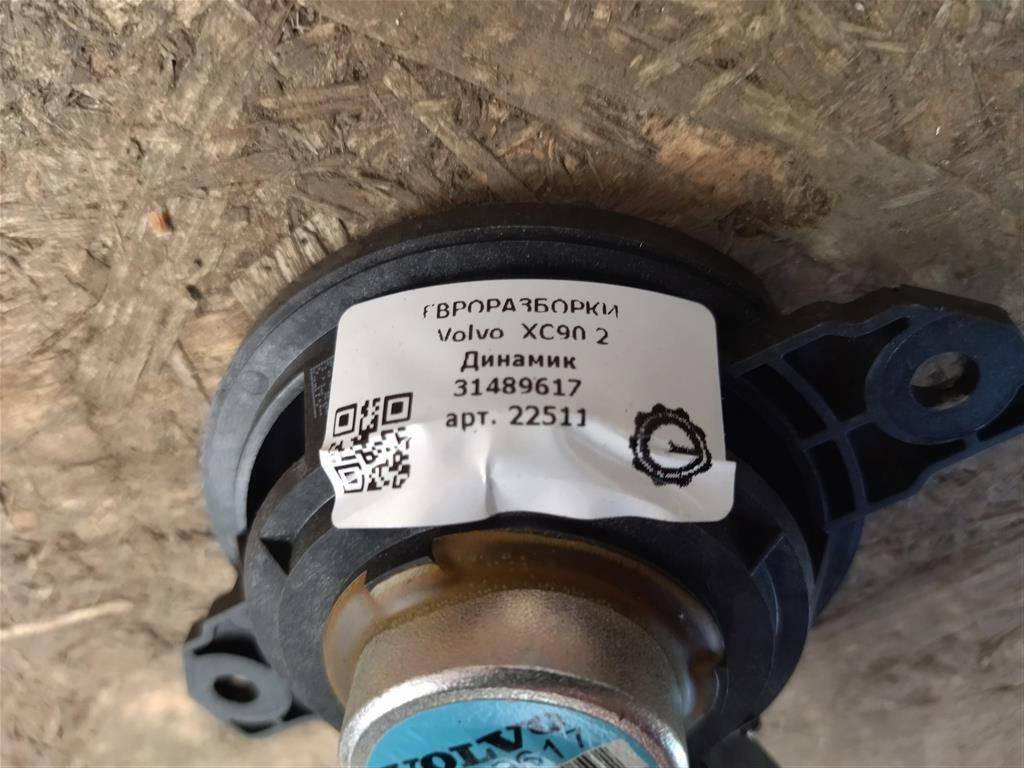 ЕВРОРАЗБОРКИ
Volvo XC90 2
Динамик
31489617
арт. 22511
VOLVO